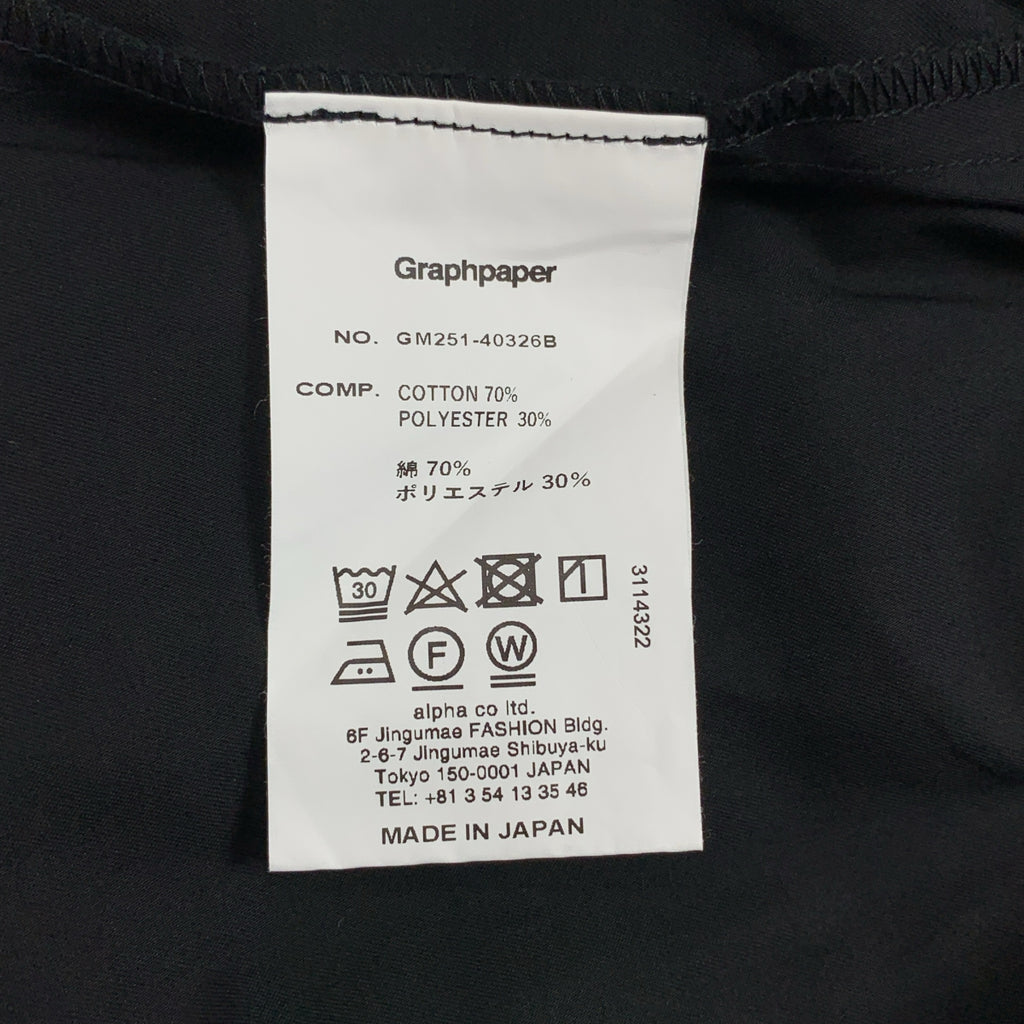 Graphpaper
NO. GM251-40326B
COMP. COTTON 70%
POLYESTER 30%
綿 70%
ポリエステル 30%
30
3114322
F
W
alpha co ltd.
6F Jingumae FASHION Bldg.
2-6-7 Jingumae Shibuya-ku
Tokyo 150-0001 JAPAN
TEL: +81 3 54 13 35 46
MADE IN JAPAN